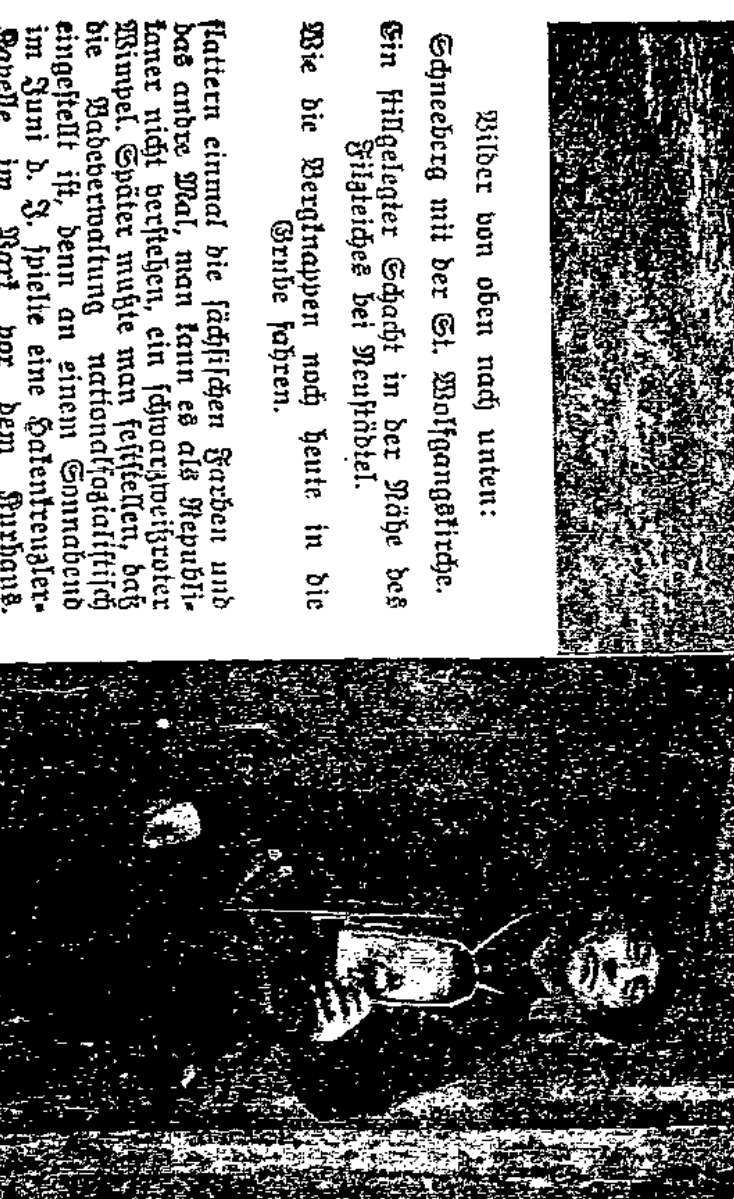 Bilder von oben nach unten:
Schneeberg mit der St. Wolfgangskirche.
Ein stillgelegter Schacht in der Nähe des
Filzteiches bei Neustädtel.
Wie die Bergknappen noch heute in die
Grube fahren.
flattern einmal die sächsischen Farben und
das andre Mal, man kann es als Republi-
kaner nicht verstehen, ein schwarzweißroter
Wimpel. Später mußte man feststellen, daß
die Badeverwaltung nationalsozialistisch
eingestellt ist, denn an einem Sonnabend
im Juni d. J. spielte eine Hakenkreuzler-
Kapelle im Park vor dem Kurhaus.